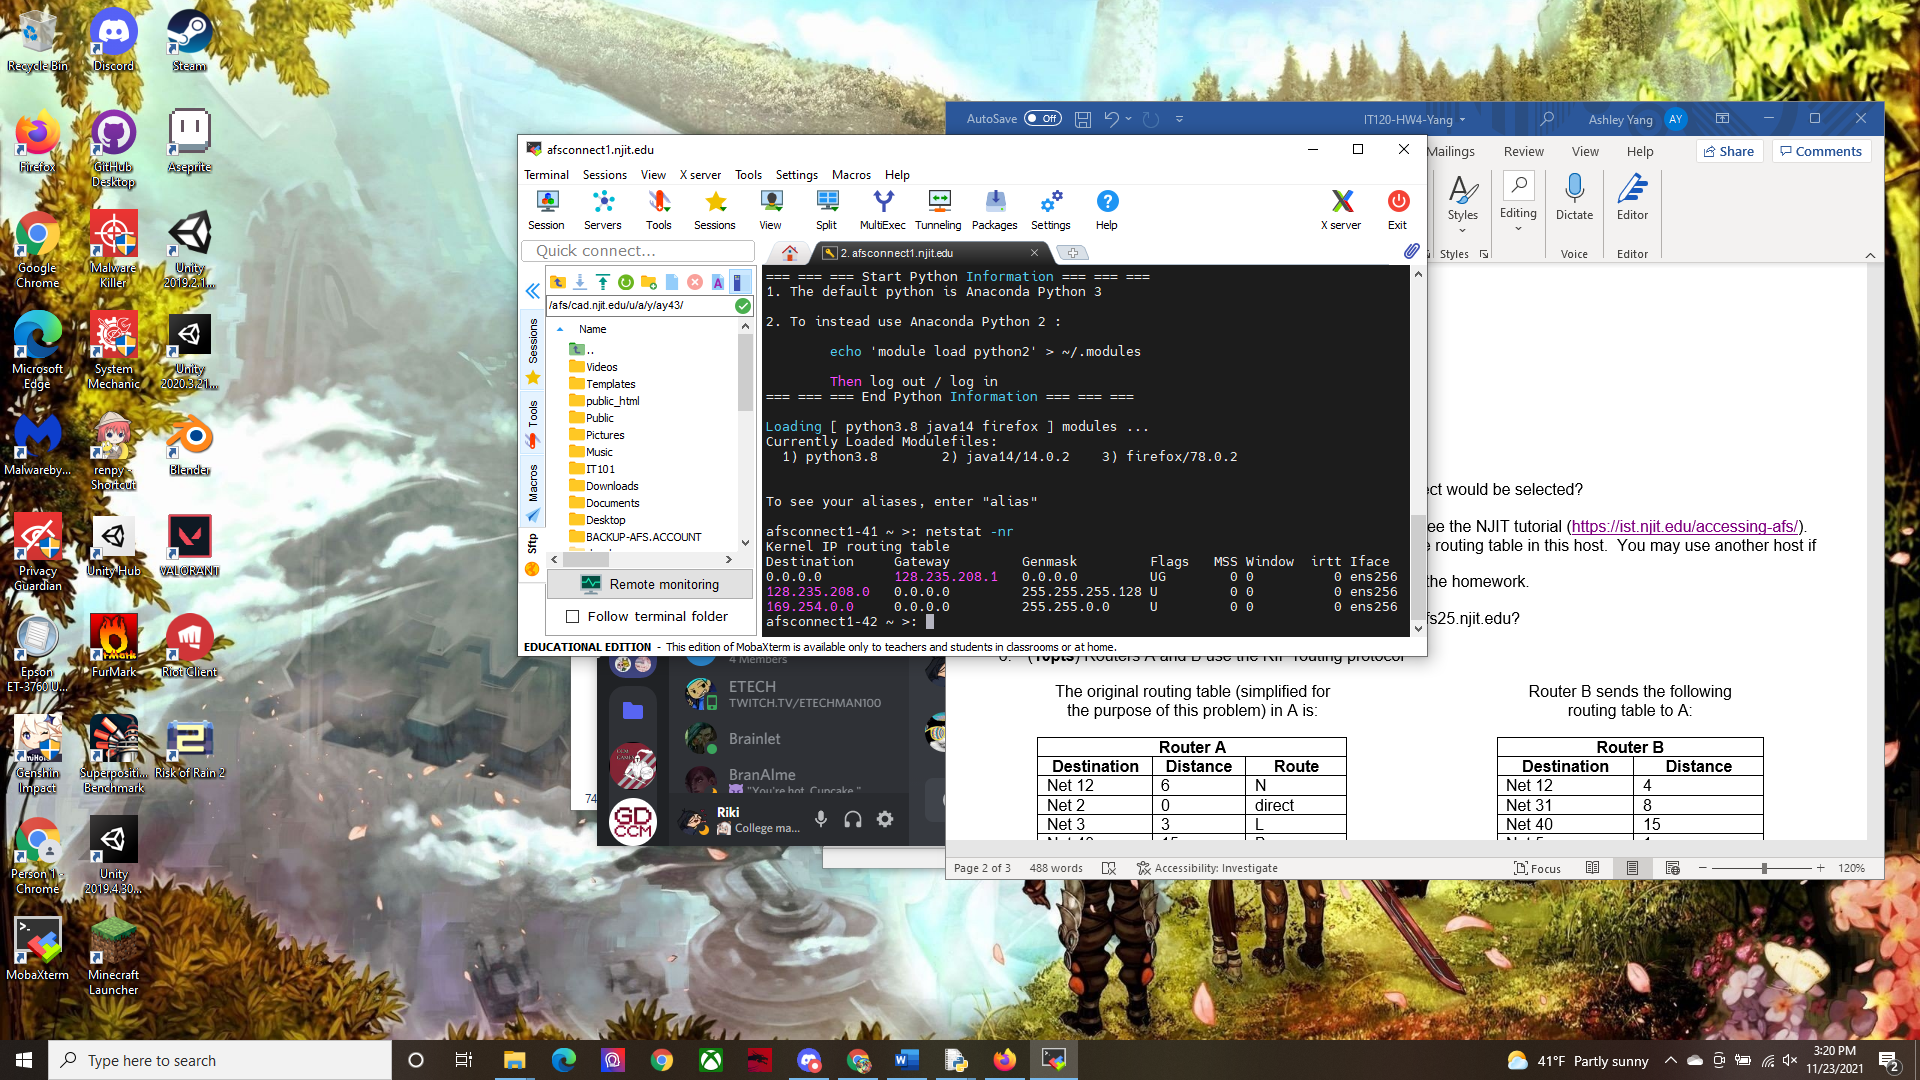 Recycle Bin
Discord
Steam
Firefox
GitHub
Desktop
Aseprite
Google
Chrome
Malware
Killer
Unity
2019.2.1...
Microsoft
Edge
System
Mechanic
Unity
2020.3.21...
Malwareby...
renpy -
Shortcut
Blender
Privacy
Guardian
Unity Hub
VALORANT
Epson
ET-3760 U...
FurMark
Riot Client
Genshin
Impact
Superpositi...
Benchmark
Risk of Rain 2
Person 1 -
Chrome
Unity
2019.4.30...
MobaXterm
Minecraft
Launcher
AutoSave
Off
IT120-HW4-Yang
Ashley Yang
AY
Mailings
Review
View
Help
Share
Comments
Styles
Editing
Dictate
Editor
Styles
Voice
Editor
afsconnect1.njit.edu
Terminal Sessions View X server Tools Settings Macros Help
Session Servers Tools Sessions View Split MultiExec Tunneling Packages Settings Help
X server Exit
Quick connect...
2. afsconnect1.njit.edu
/afs/cad.njit.edu/u/a/y/ay43/
Sessions
Tools
Macros
Sftp
Name
..
Videos
Templates
public_html
Public
Pictures
Music
IT101
Downloads
Documents
Desktop
BACKUP-AFS.ACCOUNT
Remote monitoring
Follow terminal folder
=== === === Start Python Information === === ===
1. The default python is Anaconda Python 3
2. To instead use Anaconda Python 2 :
echo 'module load python2' > ~/.modules
Then log out / log in
=== === === End Python Information === === ===
Loading [ python3.8 java14 firefox ] modules ...
Currently Loaded Modulefiles:
1) python3.8 2) java14/14.0.2 3) firefox/78.0.2
To see your aliases, enter "alias"
afsconnect1-41 ~ >: netstat -nr
Kernel IP routing table
Destination Gateway Genmask Flags MSS Window irtt Iface
0.0.0.0 128.235.208.1 0.0.0.0 UG 0 0 0 ens256
128.235.208.0 0.0.0.0 255.255.255.128 U 0 0 0 ens256
169.254.0.0 0.0.0.0 255.255.0.0 U 0 0 0 ens256
afsconnect1-42 ~ >:
EDUCATIONAL EDITION - This edition of MobaXterm is available only to teachers and students in classrooms or at home.
ect would be selected?
ee the NJIT tutorial (https://ist.njit.edu/accessing-afs/).
routing table in this host. You may use another host if
the homework.
fs25.njit.edu?
(10pts) Routers A and B use the RIP routing protocol
The original routing table (simplified for
the purpose of this problem) in A is:
Router B sends the following
routing table to A:
Router A
Destination Distance Route
Net 12 6 N
Net 2 0 direct
Net 3 3 L
Router B
Destination Distance
Net 12 4
Net 31 8
Net 40 15
4 Members
ETECH
TWITCH.TV/ETECHMAN100
Brainlet
BranAlme
"You're hot, Cupcake."
GD
CCM
Riki
College ma...
74
Page 2 of 3
488 words
Accessibility: Investigate
Focus
120%
Type here to search
41°F Partly sunny
3:20 PM
11/23/2021
2